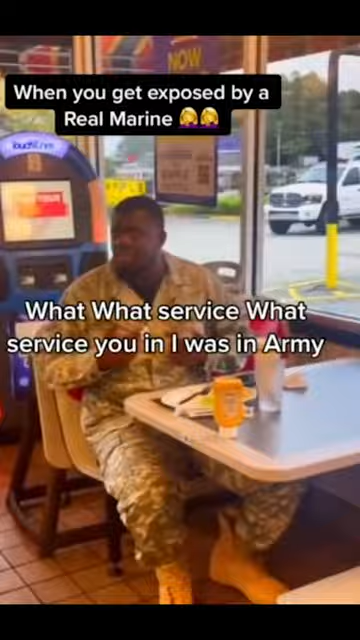 NOW
When you get exposed by a
Real Marine 🤦‍♀️🤦‍♀️
TouchTunes
What What service What
service you in I was in Army